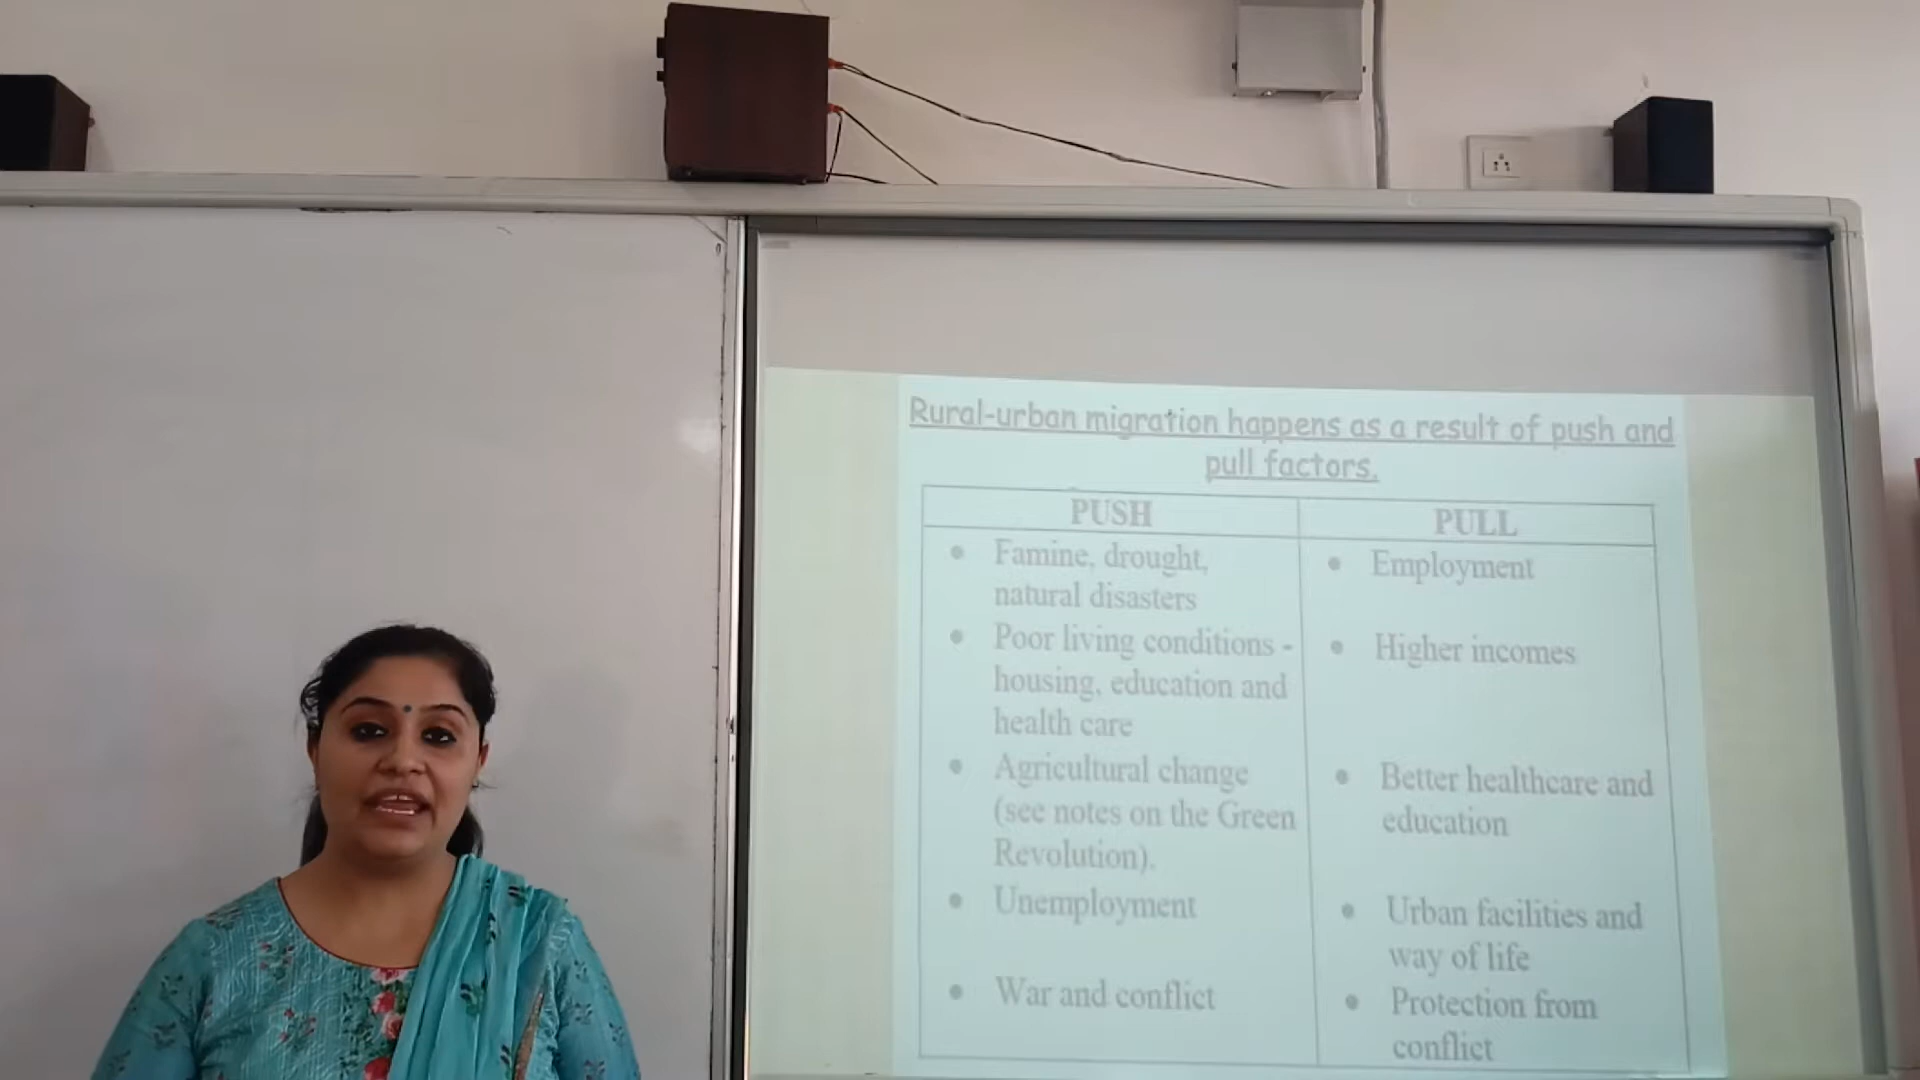 Rural-urban migration happens as a result of push and
pull factors.
PUSH
Famine, drought,
natural disasters
Poor living conditions -
housing, education and
health care
Agricultural change
(see notes on the Green
Revolution).
Unemployment
War and conflict
PULL
Employment
Higher incomes
Better healthcare and
education
Urban facilities and
way of life
Protection from
conflict